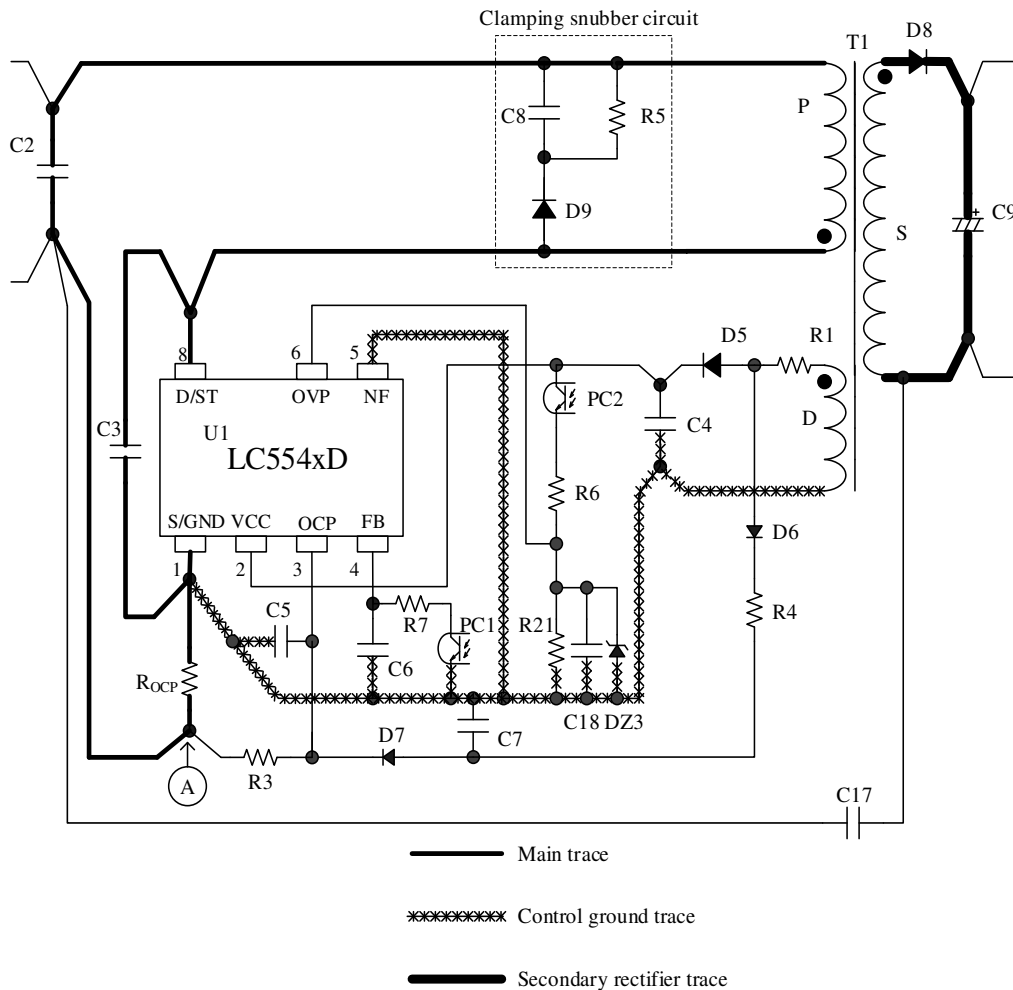 Clamping snubber circuit
D8
T1
C8
R5
P
C2
D9
S
C9
+
6
5
8
D5
R1
D/ST
OVP
NF
PC2
C3
U1
C4
D
LC554xD
R6
S/GND
VCC
OCP
FB
D6
1
2
3
4
C5
R7
PC1
R21
R4
C6
ROCP
C18
DZ3
D7
C7
R3
A
C17
Main trace
Control ground trace
Secondary rectifier trace